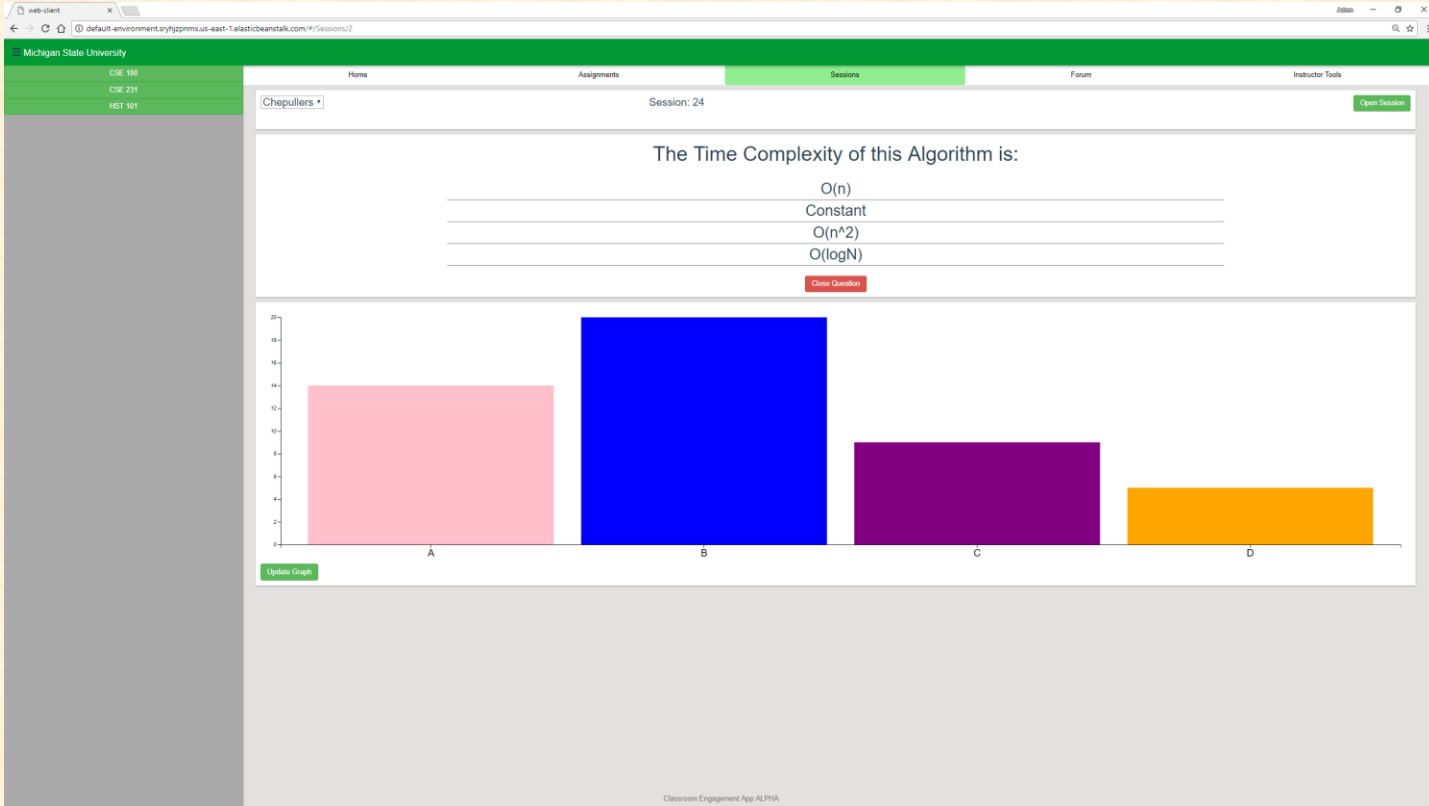 web-client
Adam
default-environment.sryhjzpnmx.us-east-1.elasticbeanstalk.com/#/Sessions/2
Michigan State University
CSE 100
CSE 231
HST 101
Home Assignments Sessions Forum Instructor Tools
Chepullers Session: 24 Open Session
The Time Complexity of this Algorithm is:
O(n)
Constant
O(n^2)
O(logN)
Close Question
20
18
16
14
12
10
8
6
4
2
0
A B C D
Update Graph
Classroom Engagement App ALPHA